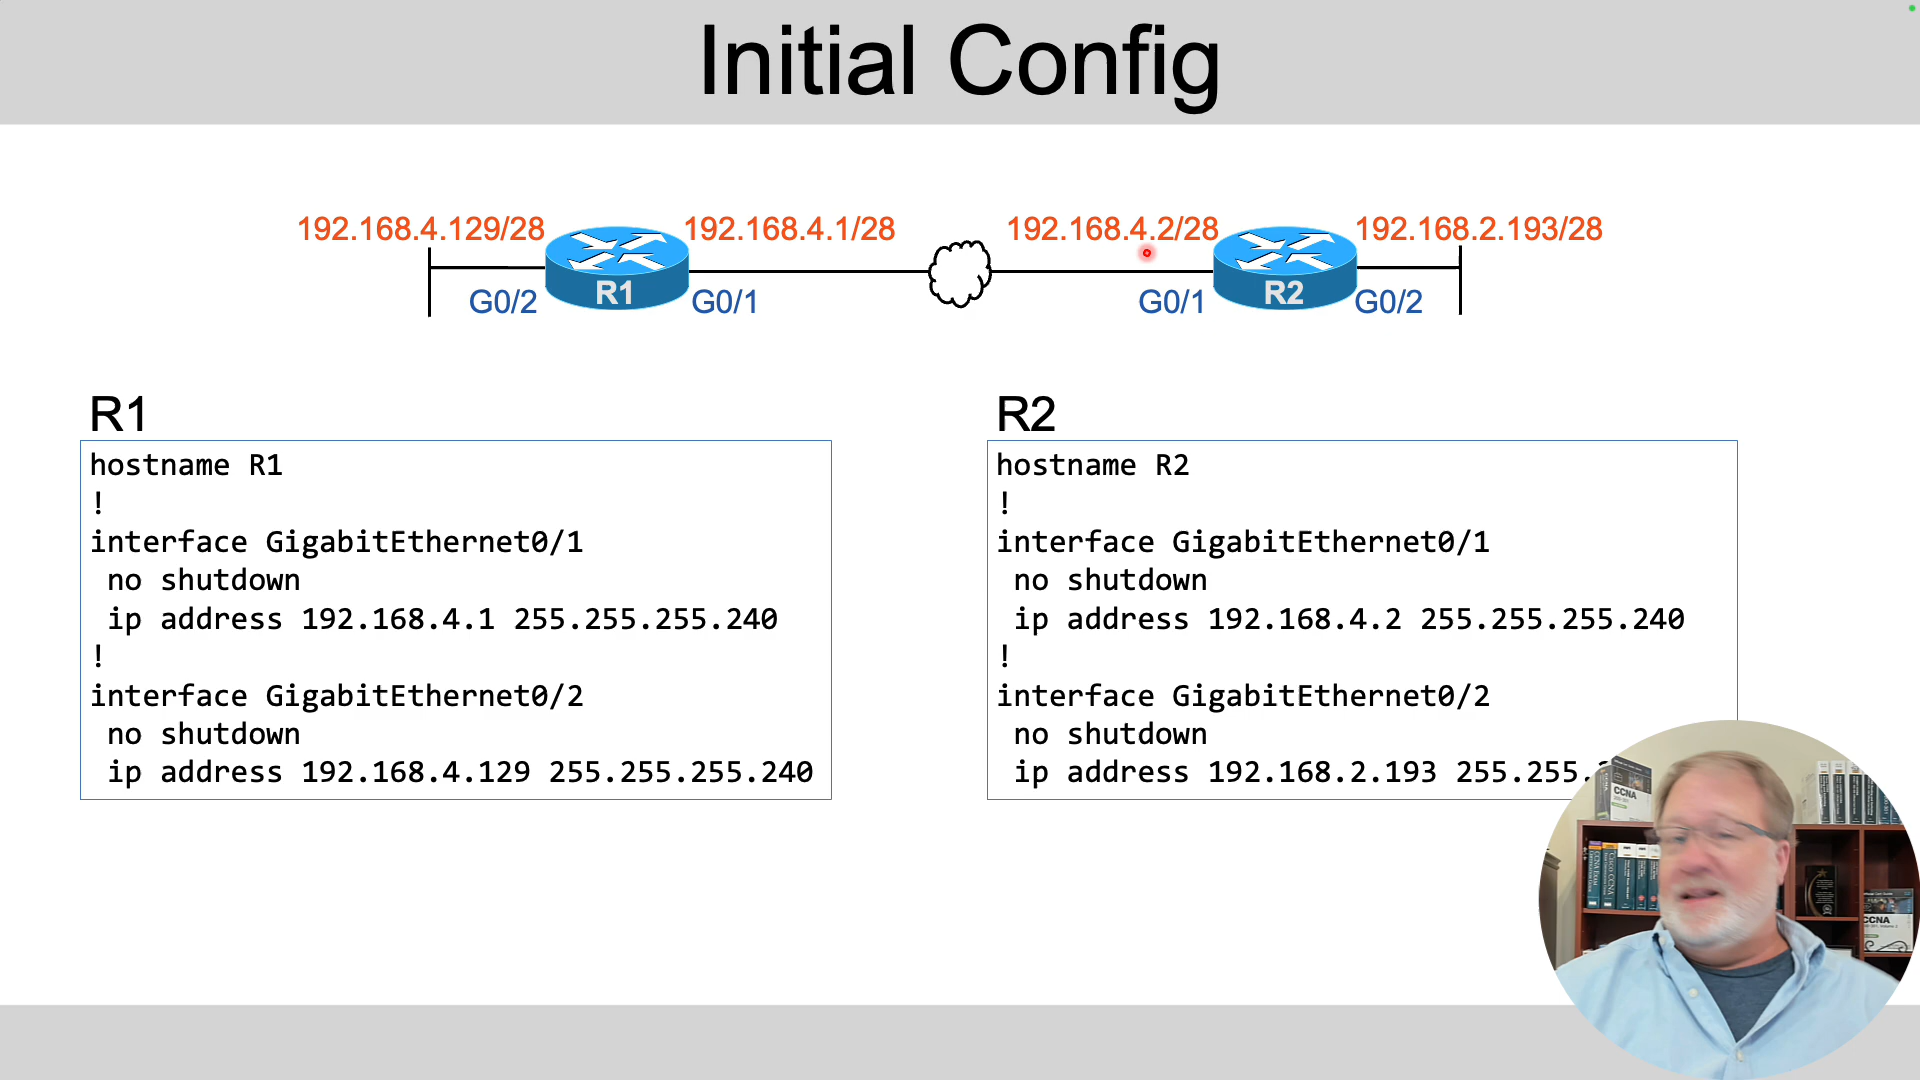 Initial Config
192.168.4.129/28 192.168.4.1/28 192.168.4.2/28 192.168.2.193/28
G0/2 R1 G0/1 G0/1 R2 G0/2
R1
hostname R1
!
interface GigabitEthernet0/1
no shutdown
ip address 192.168.4.1 255.255.255.240
!
interface GigabitEthernet0/2
no shutdown
ip address 192.168.4.129 255.255.255.240
R2
hostname R2
!
interface GigabitEthernet0/1
no shutdown
ip address 192.168.4.2 255.255.255.240
!
interface GigabitEthernet0/2
no shutdown
ip address 192.168.2.193 255.255.
CCNA
CCNA